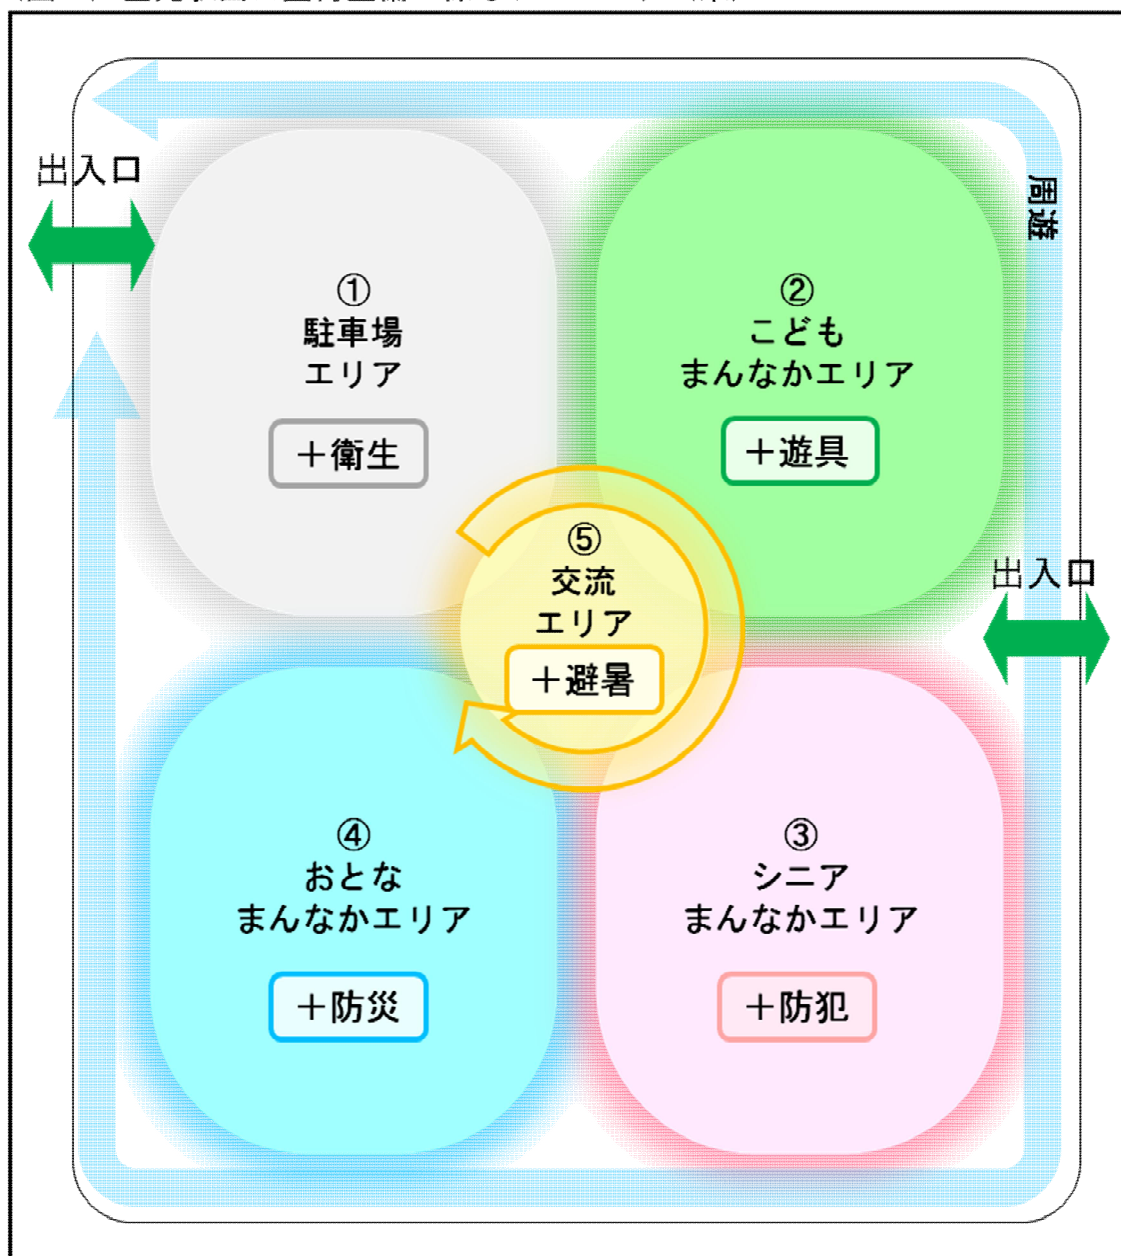 出入口
周遊
①
駐車場
エリア
＋衛生
②
こども
まんなかエリア
＋遊具
⑤
交流
エリア
＋避暑
出入口
④
おとな
まんなかエリア
＋防災
③
シニア
まんなかエリア
＋防犯